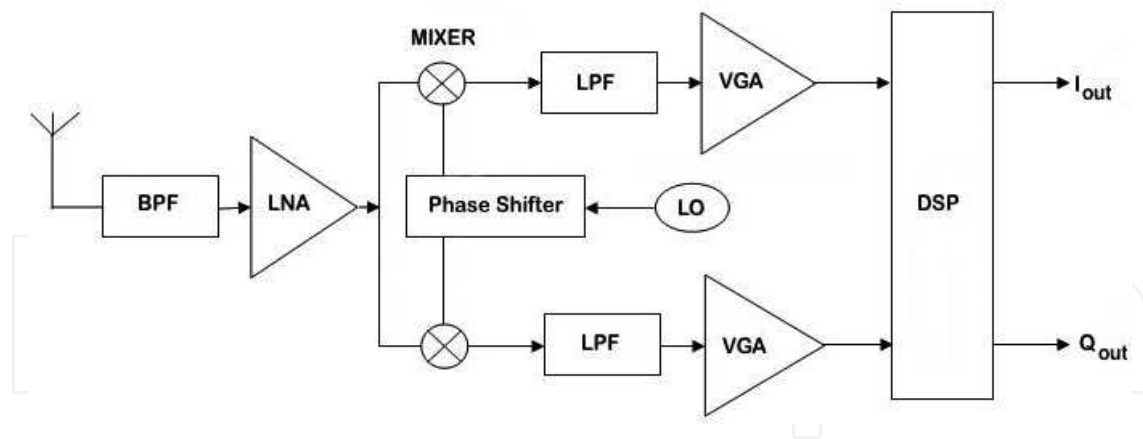 MIXER
LPF
VGA
I out
BPF
LNA
Phase Shifter
LO
DSP
LPF
VGA
Q out